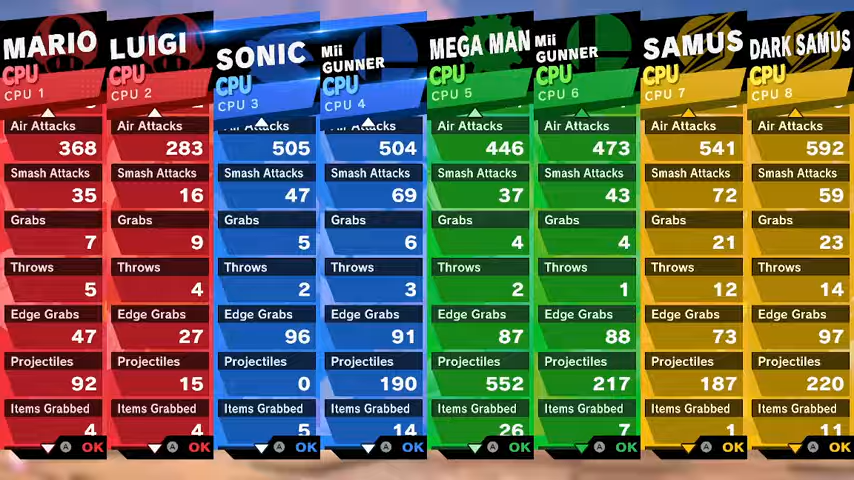 MARIO
CPU
CPU 1
Air Attacks
368
Smash Attacks
35
Grabs
7
Throws
5
Edge Grabs
47
Projectiles
92
Items Grabbed
4
A OK
LUIGI
CPU
CPU 2
Air Attacks
283
Smash Attacks
16
Grabs
9
Throws
4
Edge Grabs
27
Projectiles
15
Items Grabbed
4
A OK
SONIC
CPU
CPU 3
Air Attacks
505
Smash Attacks
47
Grabs
5
Throws
2
Edge Grabs
96
Projectiles
0
Items Grabbed
5
A OK
Mii
GUNNER
CPU
CPU 4
Air Attacks
504
Smash Attacks
69
Grabs
6
Throws
3
Edge Grabs
91
Projectiles
190
Items Grabbed
14
A OK
MEGA MAN
CPU
CPU 5
Air Attacks
446
Smash Attacks
37
Grabs
4
Throws
2
Edge Grabs
87
Projectiles
552
Items Grabbed
26
A OK
Mii
GUNNER
CPU
CPU 6
Air Attacks
473
Smash Attacks
43
Grabs
4
Throws
1
Edge Grabs
88
Projectiles
217
Items Grabbed
7
A OK
SAMUS
CPU
CPU 7
Air Attacks
541
Smash Attacks
72
Grabs
21
Throws
12
Edge Grabs
73
Projectiles
187
Items Grabbed
1
A OK
DARK SAMUS
CPU
CPU 8
Air Attacks
592
Smash Attacks
59
Grabs
23
Throws
14
Edge Grabs
97
Projectiles
220
Items Grabbed
11
A OK